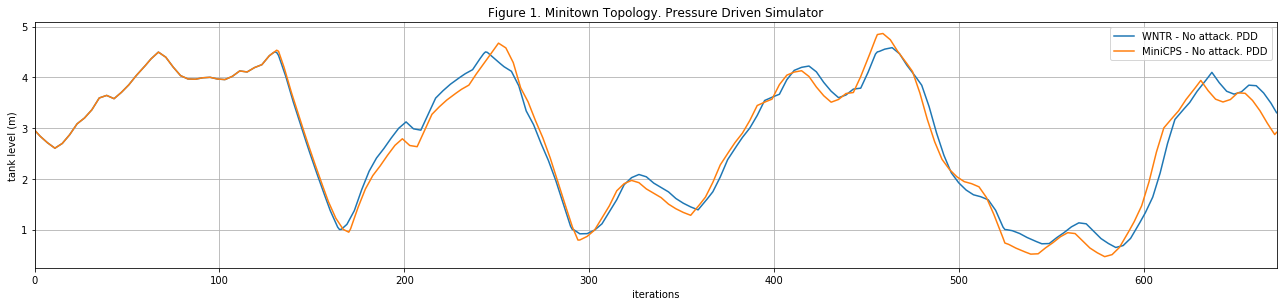 Figure 1. Minitown Topology. Pressure Driven Simulator
5
4
3
2
1
tank level (m)
WNTR - No attack. PDD
MiniCPS - No attack. PDD
0
100
200
300
400
500
600
iterations